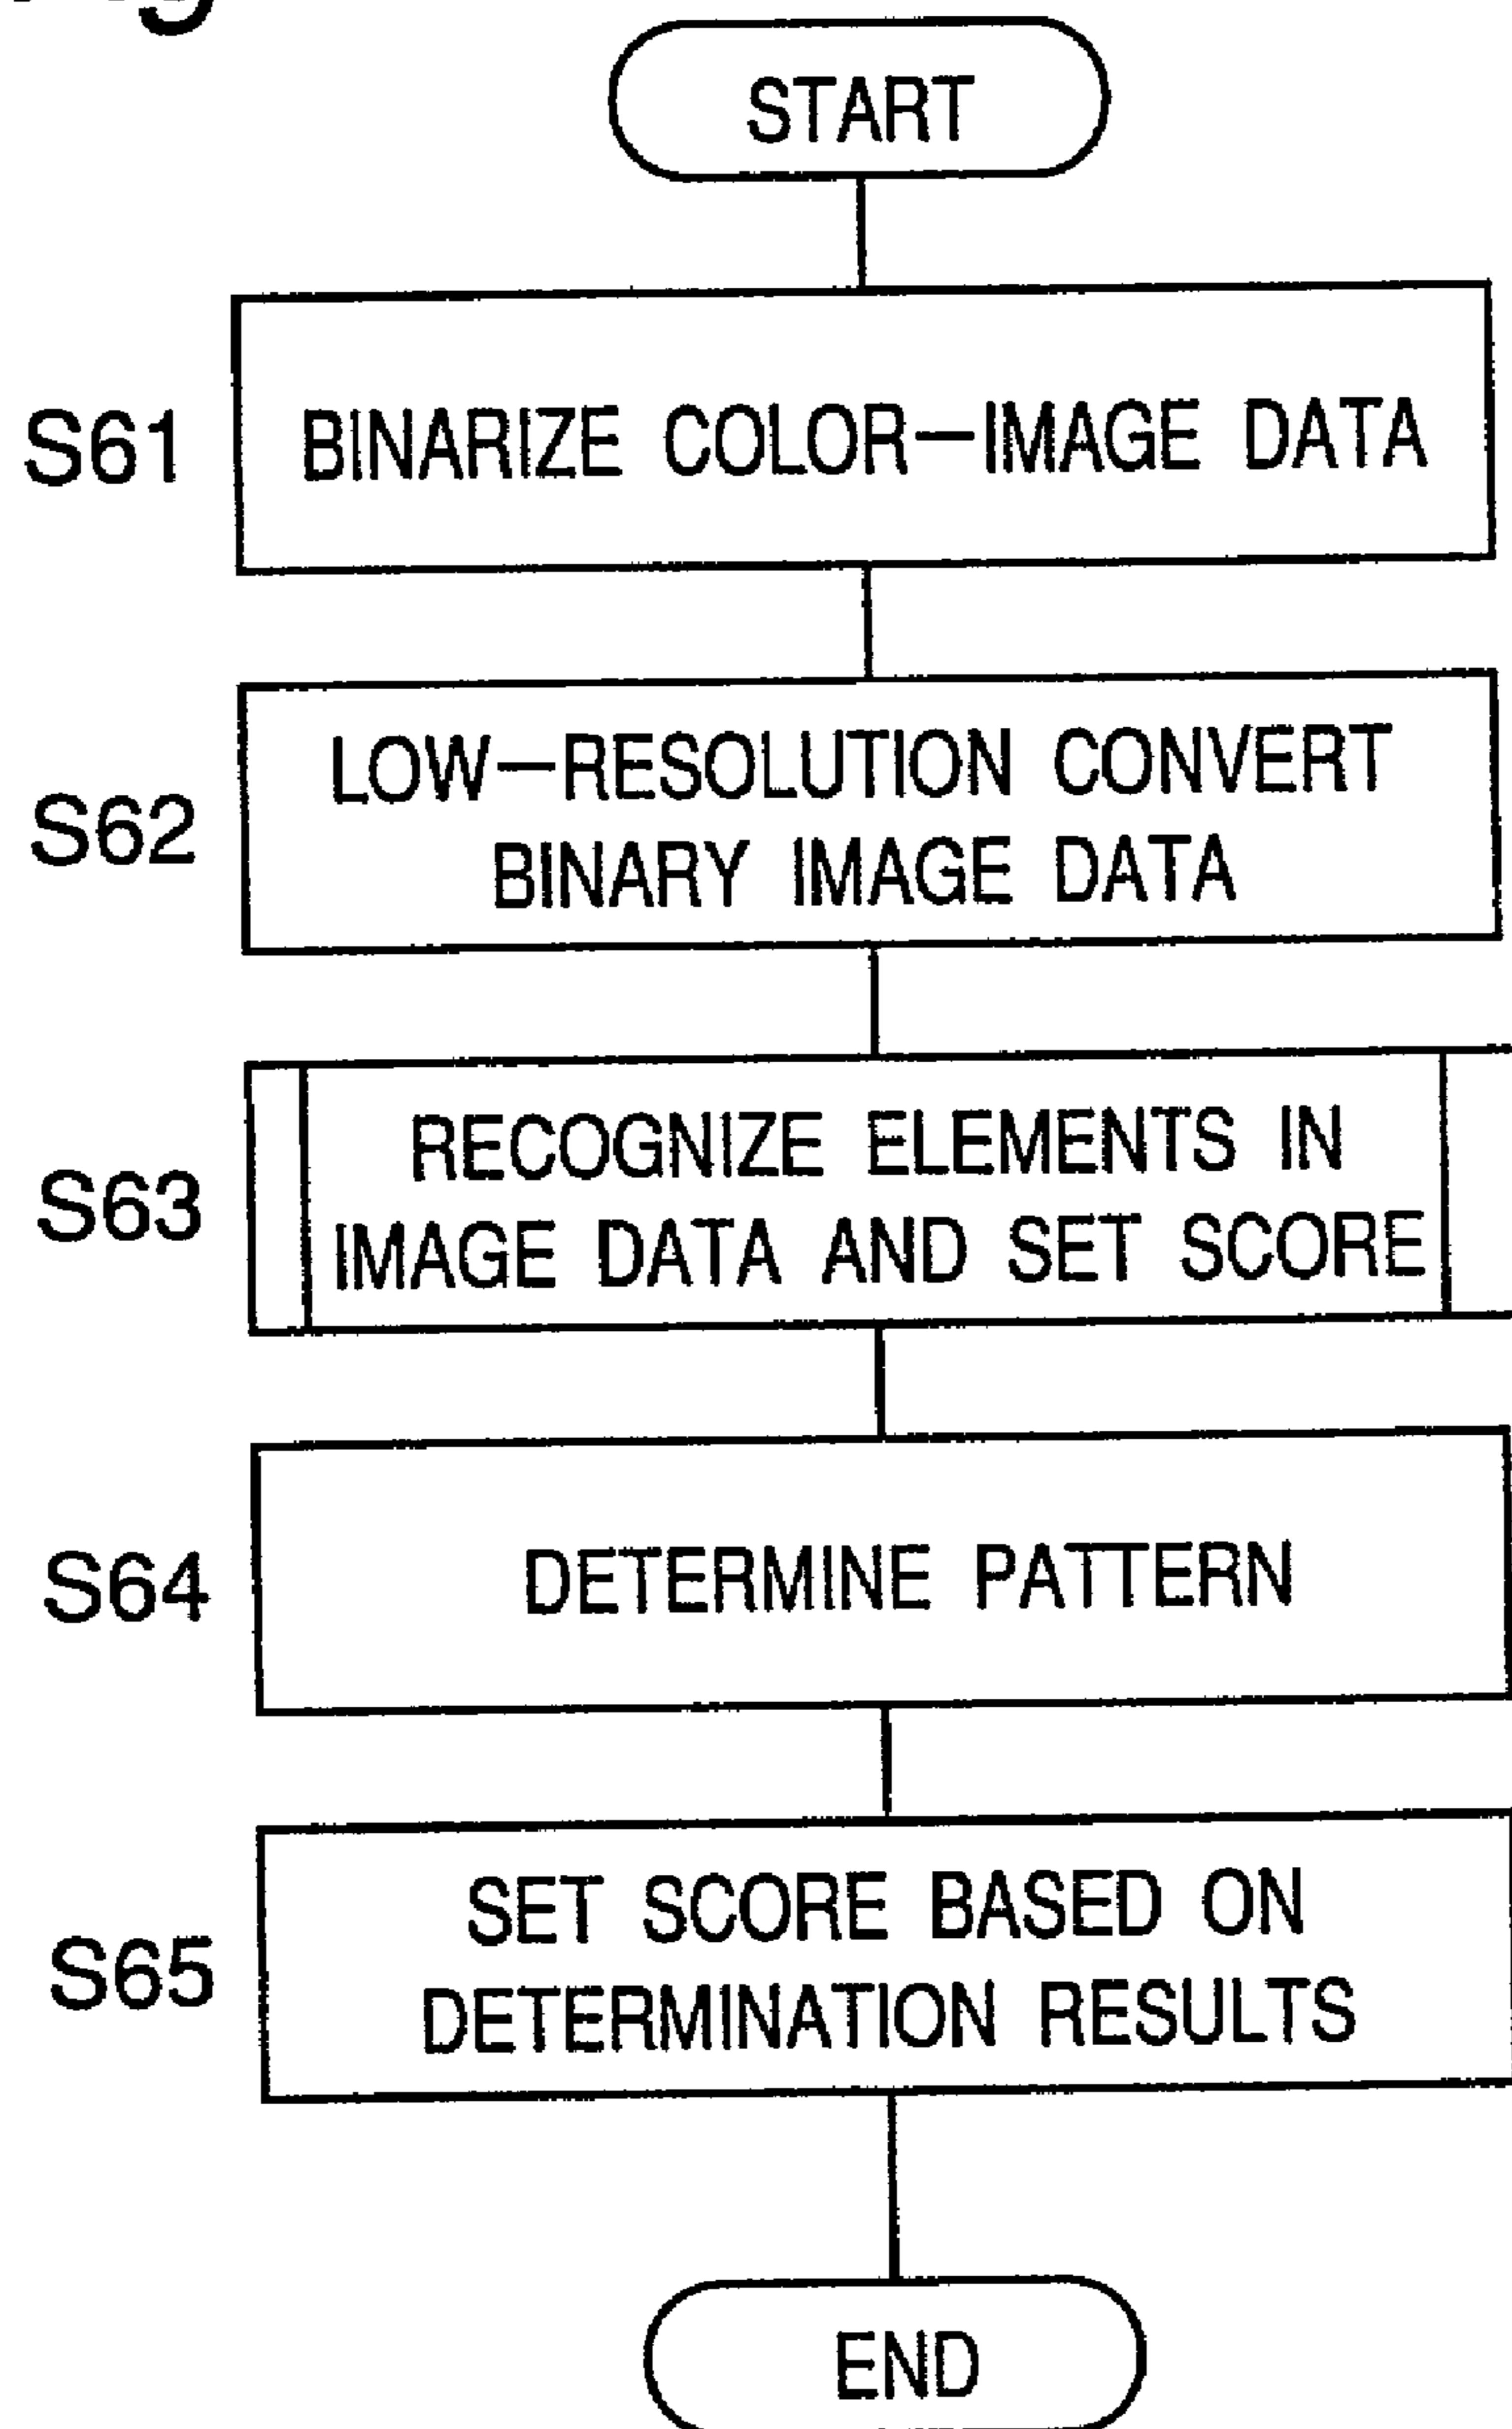 START
S61
BINARIZE COLOR—IMAGE DATA
S62
LOW—RESOLUTION CONVERT
BINARY IMAGE DATA
S63
RECOGNIZE ELEMENTS IN
IMAGE DATA AND SET SCORE
S64
DETERMINE PATTERN
S65
SET SCORE BASED ON
DETERMINATION RESULTS
END